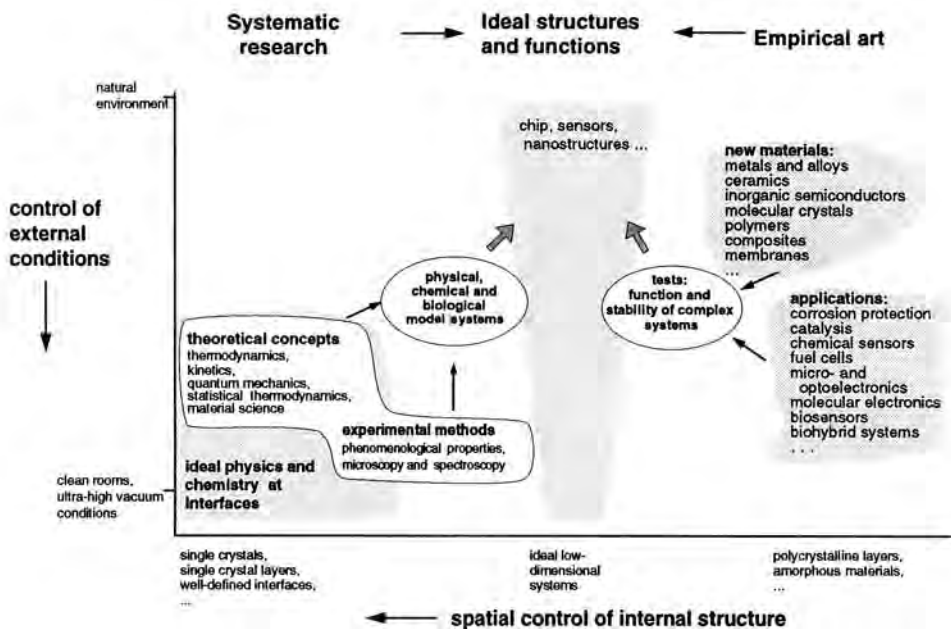 Systematic
research
Ideal structures
and functions
Empirical art
natural
environment
control of
external
conditions
chip, sensors,
nanostructures ...
new materials:
metals and alloys
ceramics
inorganic semiconductors
molecular crystals
polymers
composites
membranes
...
physical,
chemical and
biological
model systems
tests:
function and
stability of complex
systems
applications:
corrosion protection
catalysis
chemical sensors
fuel cells
micro- and
optoelectronics
molecular electronics
biosensors
biohybrid systems
. . .
theoretical concepts
thermodynamics,
kinetics,
quantum mechanics,
statistical thermodynamics,
material science
experimental methods
phenomenological properties,
microscopy and spectroscopy
ideal physics and
chemistry at
interfaces
clean rooms,
ultra-high vacuum
conditions
single crystals,
single crystal layers,
well-defined interfaces,
...
ideal low-
dimensional
systems
polycrystalline layers,
amorphous materials,
...
spatial control of internal structure